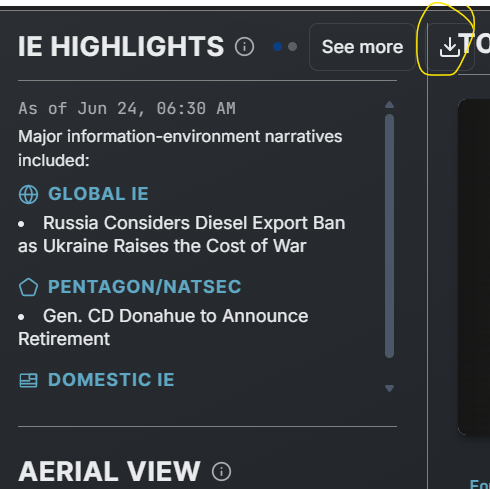 IE HIGHLIGHTS
See more
TO
As of Jun 24, 06:30 AM
Major information-environment narratives
included:
GLOBAL IE
• Russia Considers Diesel Export Ban
as Ukraine Raises the Cost of War
PENTAGON/NATSEC
• Gen. CD Donahue to Announce
Retirement
DOMESTIC IE
AERIAL VIEW